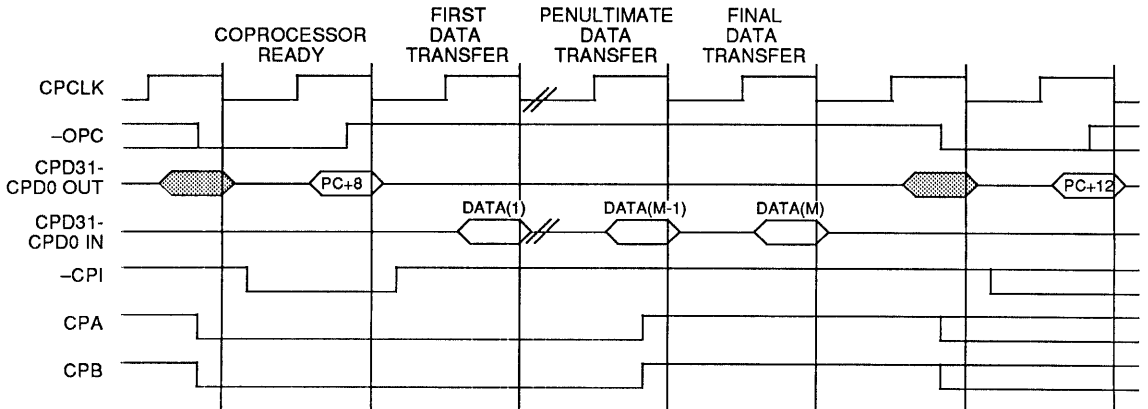 COPROCESSOR
READY
FIRST
DATA
TRANSFER
PENULTIMATE
DATA
TRANSFER
FINAL
DATA
TRANSFER
CPCLK
–OPC
CPD31-
CPD0 OUT
PC+8
PC+12
CPD31-
CPD0 IN
DATA(1)
DATA(M-1)
DATA(M)
–CPI
CPA
CPB